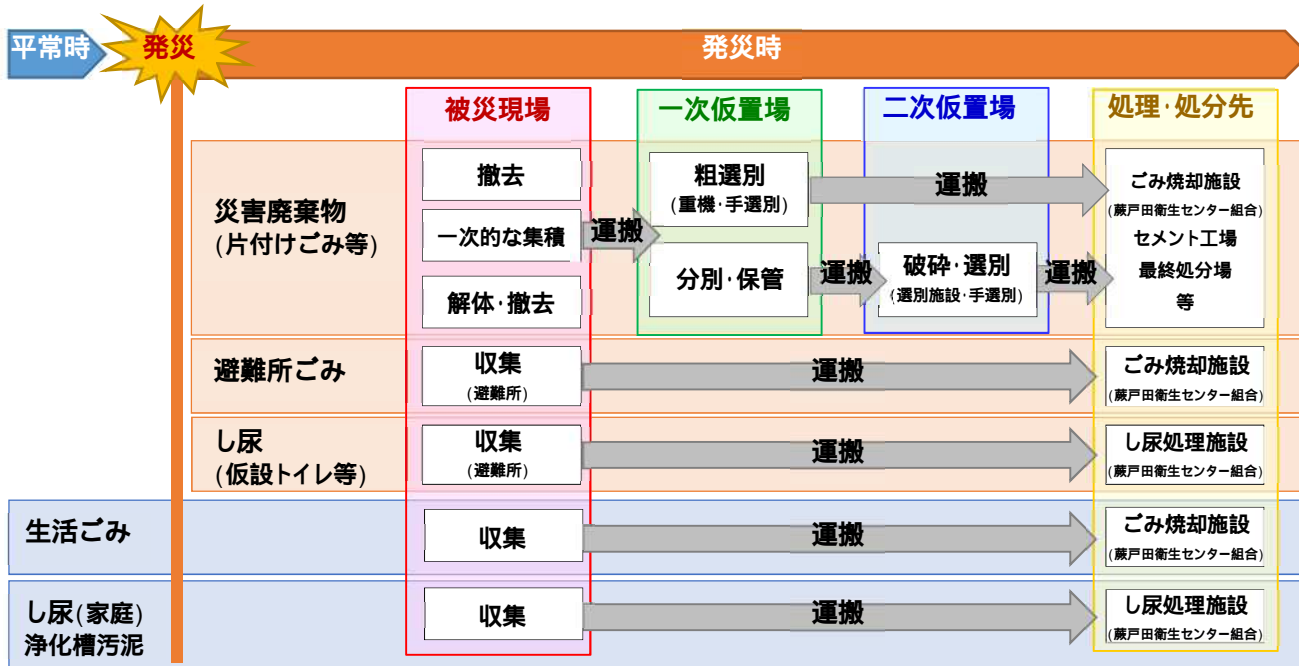 平常時
発災
発災時
被災現場
一次仮置場
二次仮置場
処理・処分先
災害廃棄物
(片付けごみ等)
撤去
一次的な集積
解体・撤去
運搬
粗選別
(重機・手選別)
分別・保管
運搬
運搬
破砕・選別
(選別施設・手選別)
運搬
ごみ焼却施設
(蕨戸田衛生センター組合)
セメント工場
最終処分場
等
避難所ごみ
収集
(避難所)
運搬
ごみ焼却施設
(蕨戸田衛生センター組合)
し尿
(仮設トイレ等)
収集
(避難所)
運搬
し尿処理施設
(蕨戸田衛生センター組合)
生活ごみ
収集
運搬
ごみ焼却施設
(蕨戸田衛生センター組合)
し尿(家庭)
浄化槽汚泥
収集
運搬
し尿処理施設
(蕨戸田衛生センター組合)